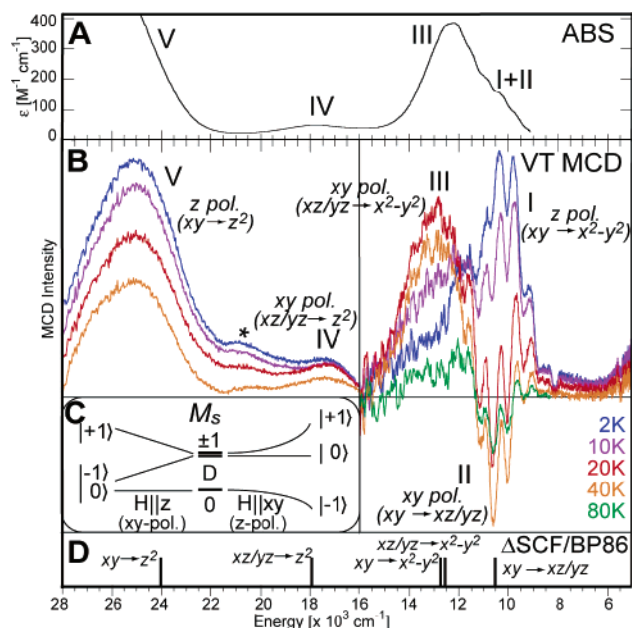 A
ABS
400
300
200
100
0
ε [M⁻¹ cm⁻¹]
V
IV
III
I+II
B
VT MCD
MCD Intensity
V
z pol.
(xy → z²)
*
xy pol.
(xz/yz → z²)
IV
xy pol.
(xz/yz → x²-y²)
III
I
z pol.
(xy → x²-y²)
II
xy pol.
(xy → xz/yz)
2K
10K
20K
40K
80K
C
Mₛ
|+1⟩
|-1⟩
|0⟩
±1
D
0
|+1⟩
|0⟩
|-1⟩
H||z
(xy-pol.)
H||xy
(z-pol.)
D
ΔSCF/BP86
xy → z²
xz/yz → z²
xz/yz → x²-y²
xy → x²-y²
xy → xz/yz
28 26 24 22 20 18 16 14 12 10 8 6
Energy [x 10³ cm⁻¹]